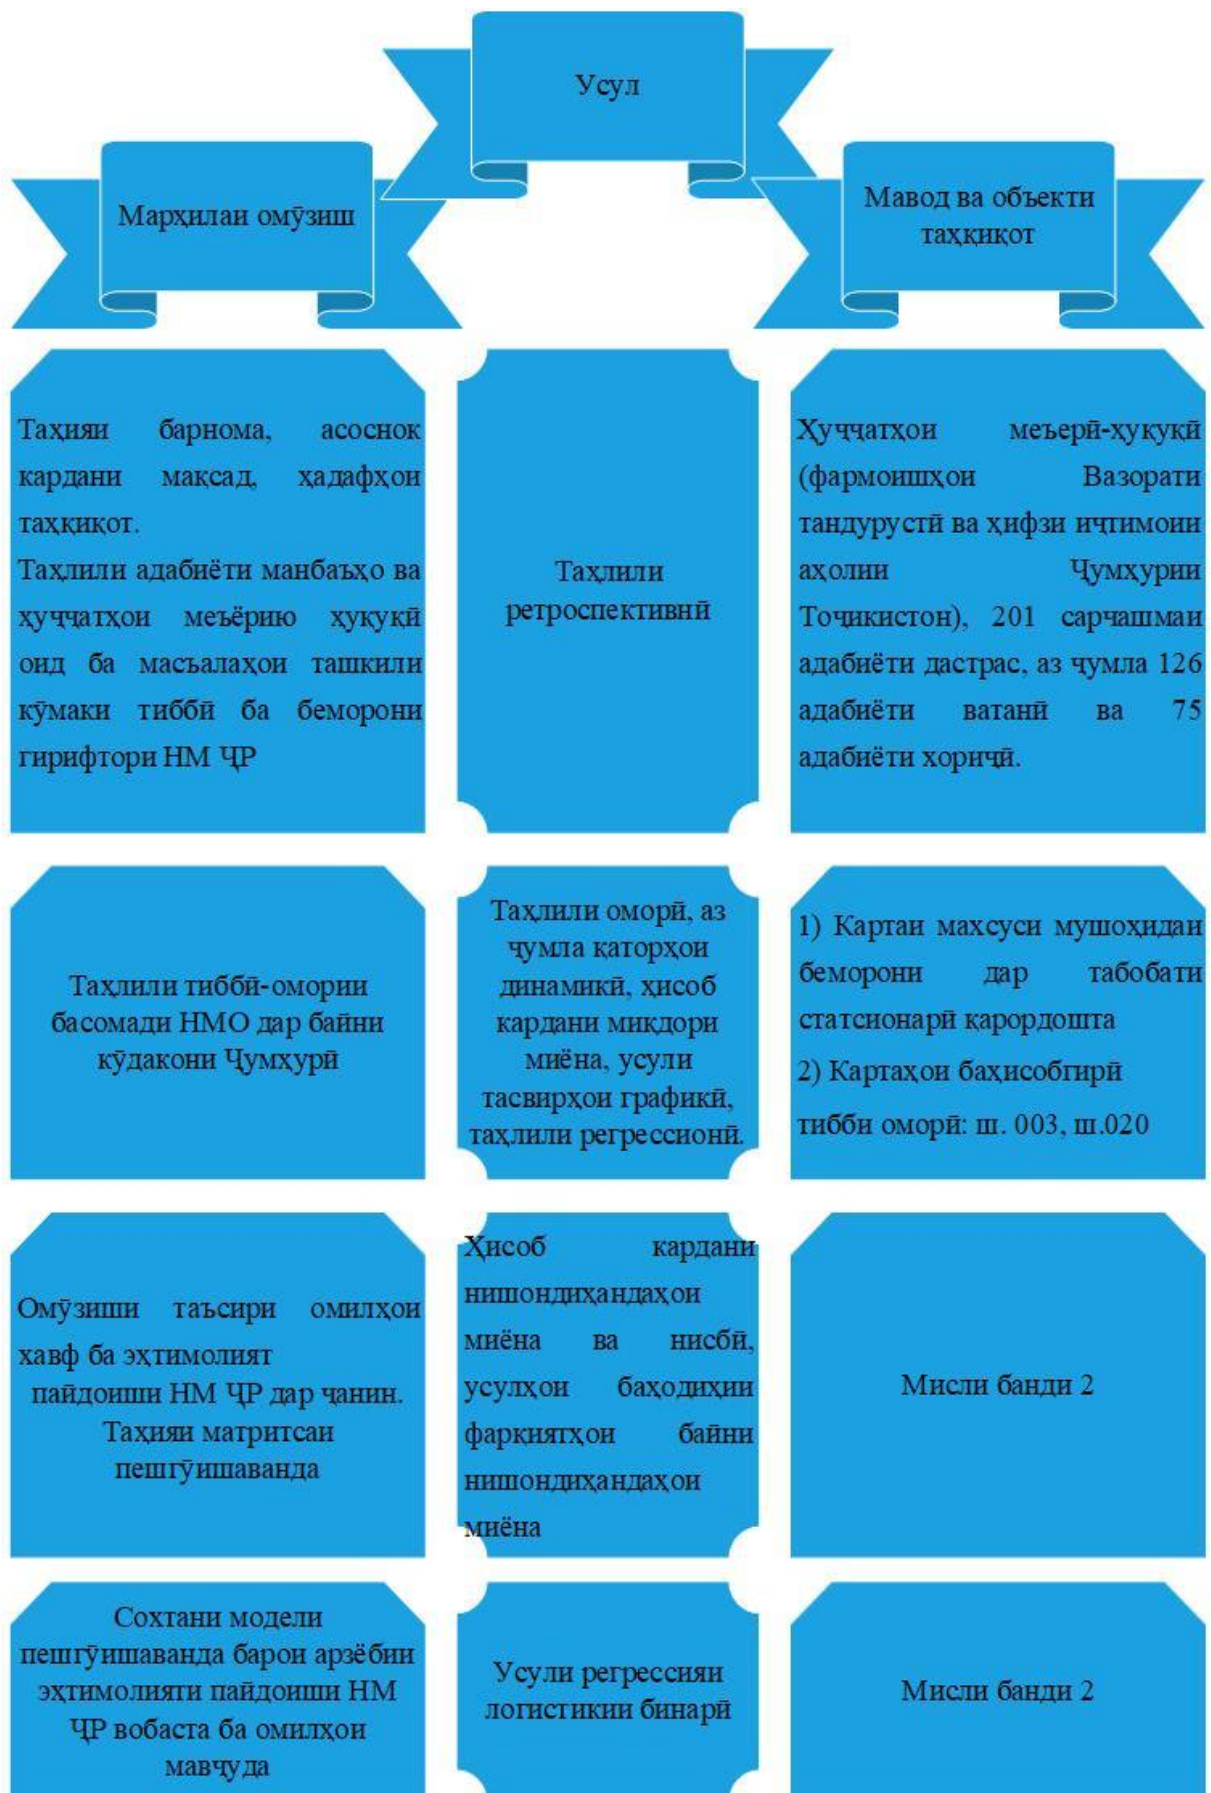 Усул
Марҳилаи омӯзиш
Мавод ва объекти
таҳқиқот
Таҳияи барнома, асоснок
кардани мақсад, ҳадафҳои
таҳқиқот.
Таҳлили адабиёти манбаъҳо ва
ҳуҷҷатҳои меъёрию ҳуқуқӣ
оид ба масъалаҳои ташкили
кӯмаки тиббӣ ба беморони
гирифтори НМ ҶР
Таҳлили
ретроспективнӣ
Ҳуҷҷатҳои меъерӣ-ҳуқуқӣ
(фармоишҳои Вазорати
тандурустӣ ва ҳифзи иҷтимоии
аҳолии Ҷумҳурии
Тоҷикистон), 201 сарчашмаи
адабиёти дастрас, аз ҷумла 126
адабиёти ватанӣ ва 75
адабиёти хориҷӣ.
Таҳлили тиббӣ-омории
басомади НМО дар байни
кӯдакони Ҷумҳурӣ
Таҳлили оморӣ, аз
ҷумла қаторҳои
динамикӣ, ҳисоб
кардани миқдори
миёна, усули
тасвирҳои графикӣ,
таҳлили регрессионӣ.
1) Картаи махсуси мушоҳидаи
беморони дар табобати
статсионарӣ қарордошта
2) Картаҳои баҳисобгирӣ
тибби оморӣ: ш. 003, ш.020
Омӯзиши таъсири омилҳои
хавф ба эҳтимолият
пайдоиши НМ ҶР дар ҷанин.
Таҳияи матритсаи
пешгӯишаванда
Ҳисоб кардани
нишондиҳандаҳои
миёна ва нисбӣ,
усулҳои баҳодиҳии
фарқиятҳои байни
нишондиҳандаҳои
миёна
Мисли банди 2
Сохтани модели
пешгӯишаванда барои арзёбии
эҳтимолияти пайдоиши НМ
ҶР вобаста ба омилҳои
мавҷуда
Усули регрессияи
логистикии бинарӣ
Мисли банди 2